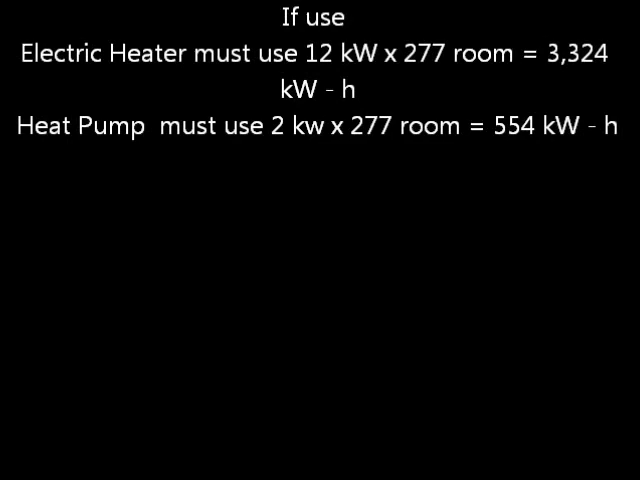 If use
Electric Heater must use 12 kW x 277 room = 3,324
kW - h
Heat Pump  must use 2 kw x 277 room = 554 kW - h